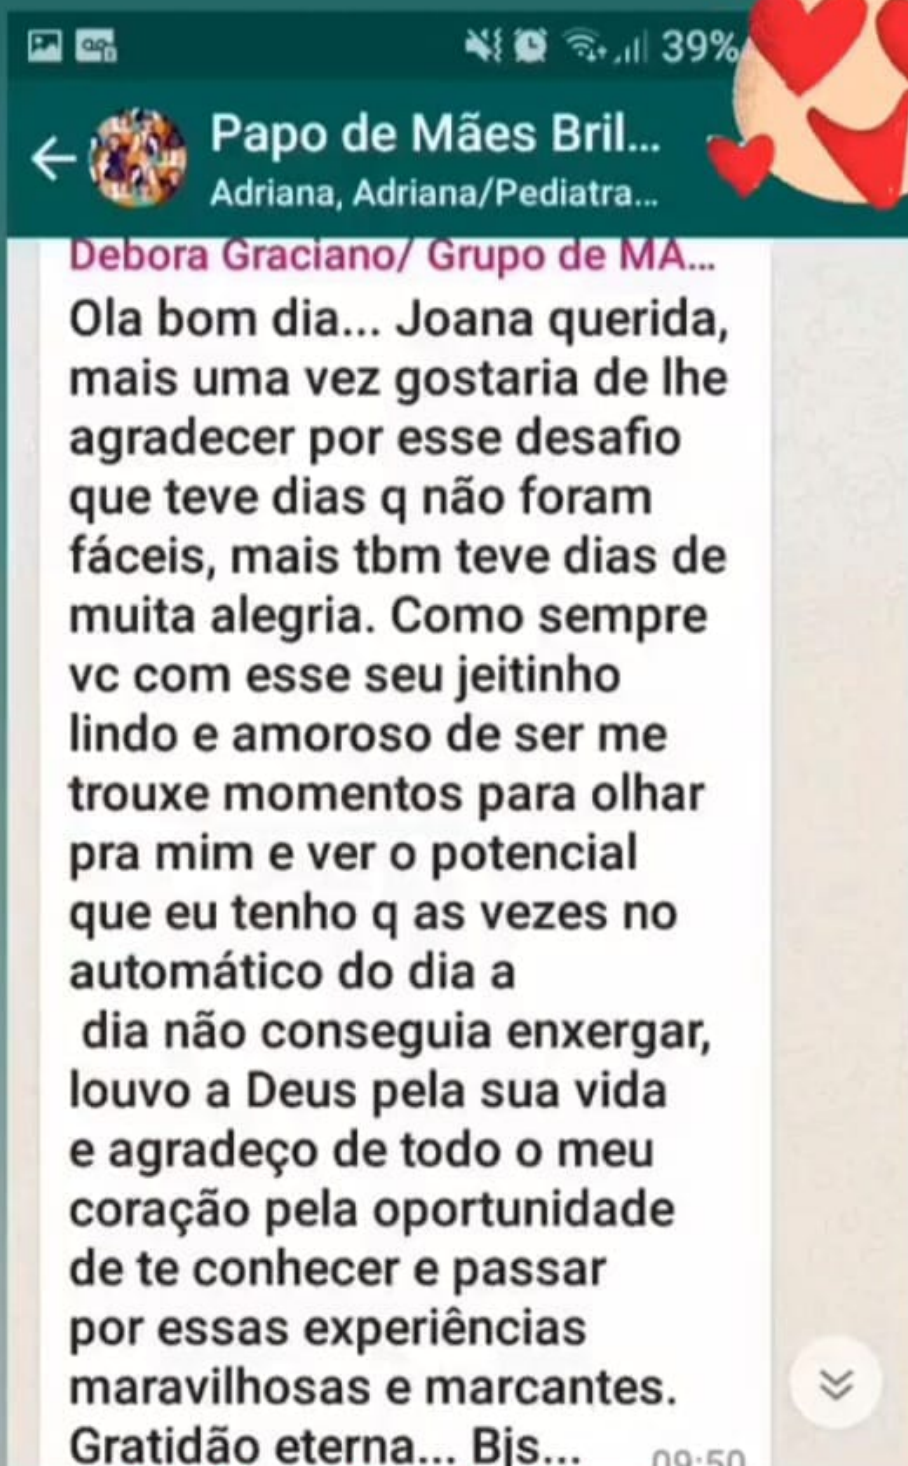 39%
Papo de Mães Bril...
Adriana, Adriana/Pediatra...
Debora Graciano/ Grupo de MA...
Ola bom dia... Joana querida,
mais uma vez gostaria de lhe
agradecer por esse desafio
que teve dias q não foram
fáceis, mais tbm teve dias de
muita alegria. Como sempre
vc com esse seu jeitinho
lindo e amoroso de ser me
trouxe momentos para olhar
pra mim e ver o potencial
que eu tenho q as vezes no
automático do dia a
dia não conseguia enxergar,
louvo a Deus pela sua vida
e agradeço de todo o meu
coração pela oportunidade
de te conhecer e passar
por essas experiências
maravilhosas e marcantes.
Gratidão eterna... Bjs...
09:50